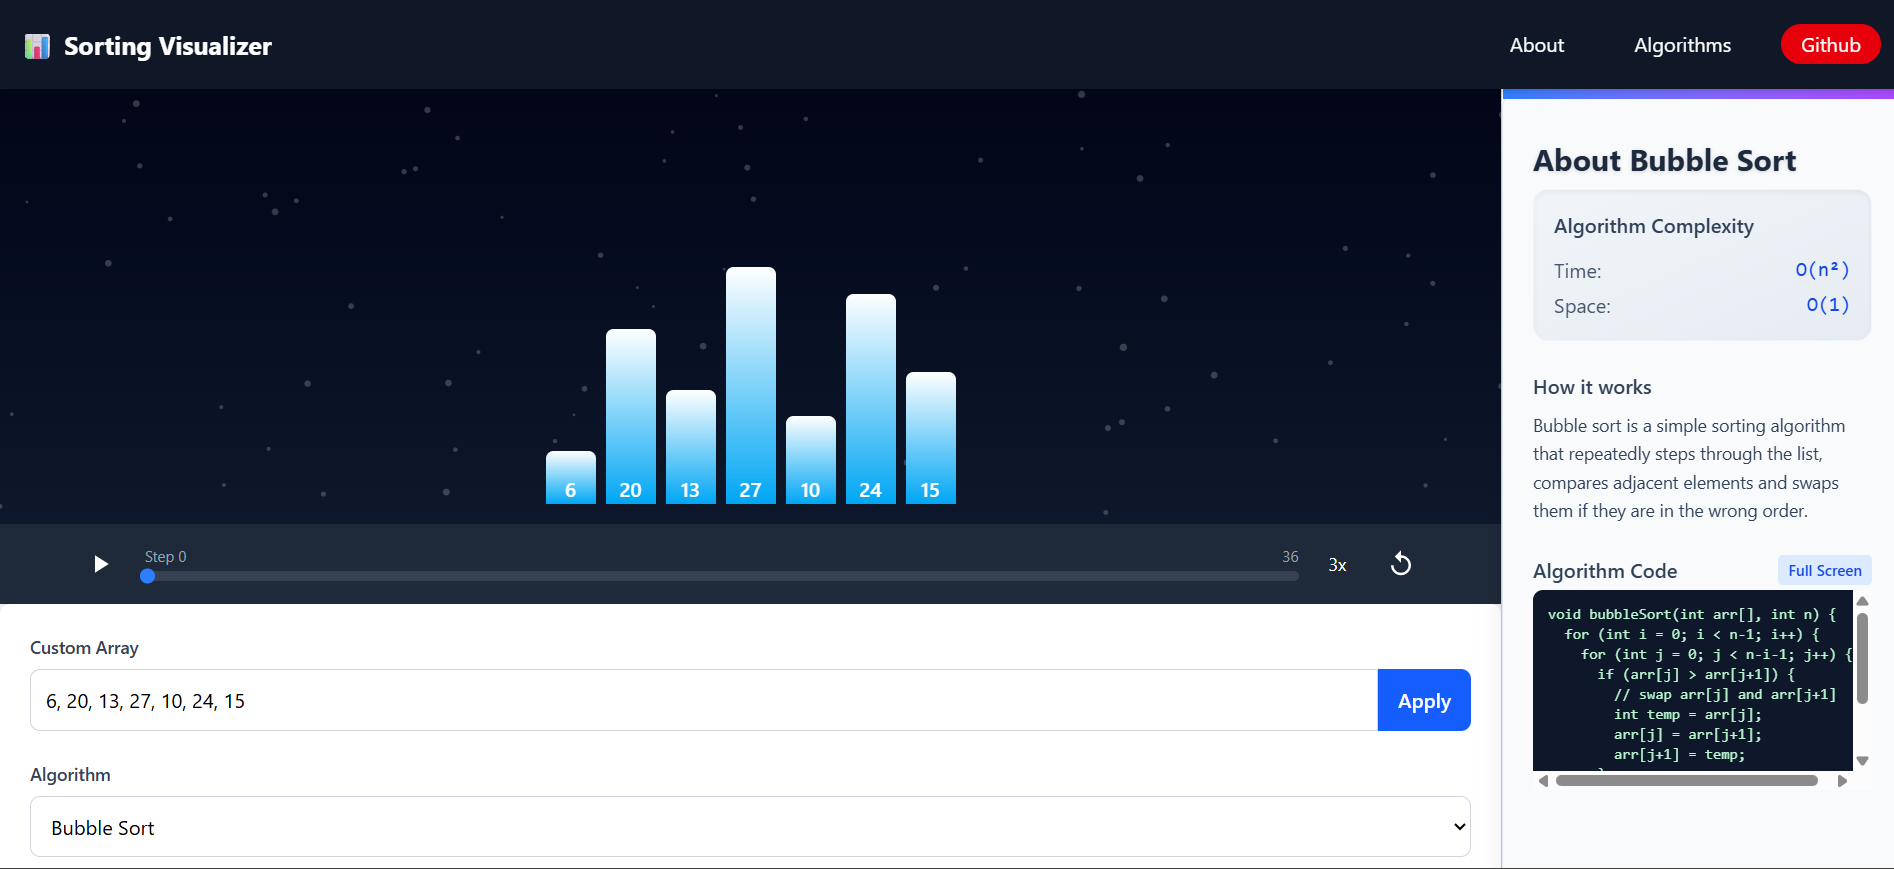 Sorting Visualizer
About
Algorithms
Github
6
20
13
27
10
24
15
Step 0
36
3x
Custom Array
6, 20, 13, 27, 10, 24, 15
Apply
Algorithm
Bubble Sort
About Bubble Sort
Algorithm Complexity
Time: O(n²)
Space: O(1)
How it works
Bubble sort is a simple sorting algorithm
that repeatedly steps through the list,
compares adjacent elements and swaps
them if they are in the wrong order.
Algorithm Code
Full Screen
void bubbleSort(int arr[], int n) {
  for (int i = 0; i < n-1; i++) {
    for (int j = 0; j < n-i-1; j++) {
      if (arr[j] > arr[j+1]) {
        // swap arr[j] and arr[j+1]
        int temp = arr[j];
        arr[j] = arr[j+1];
        arr[j+1] = temp;